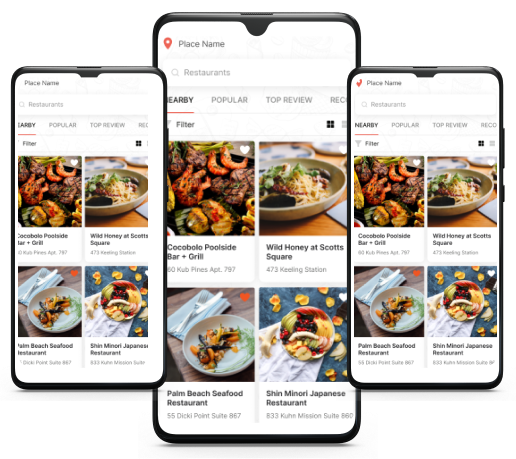 Place Name
Restaurants
NEARBY POPULAR TOP REVIEW RECO
Filter
Cocobolo Poolside
Bar + Grill
60 Kub Pines Apt. 797
Wild Honey at Scotts
Square
473 Keeling Station
Palm Beach Seafood
Restaurant
55 Dicki Point Suite 867
Shin Minori Japanese
Restaurant
833 Kuhn Mission Suite 860
Place Name
Restaurants
EARBY POPULAR TOP REVIEW REC
Filter
Cocobolo Poolside
Bar + Grill
60 Kub Pines Apt. 797
Wild Honey at Scotts
Square
473 Keeling Station
Palm Beach Seafood
Restaurant
55 Dicki Point Suite 867
Shin Minori Japanese
Restaurant
833 Kuhn Mission Suite 86
Place Name
Restaurants
NEARBY POPULAR TOP REVIEW RECO
Filter
Cocobolo Poolside
Bar + Grill
60 Kub Pines Apt. 797
Wild Honey at Scotts
Square
473 Keeling Station
Palm Beach Seafood
Restaurant
55 Dicki Point Suite 867
Shin Minori Japanese
Restaurant
833 Kuhn Mission Suite 86